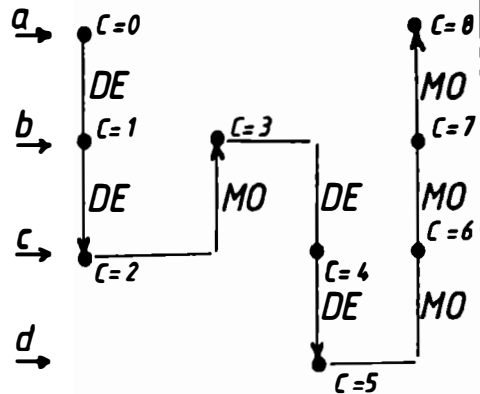 a C=0 C=8
DE MO
b C=1 C=3 C=7
DE MO DE MO
c C=2 C=4 C=6
DE MO
d C=5